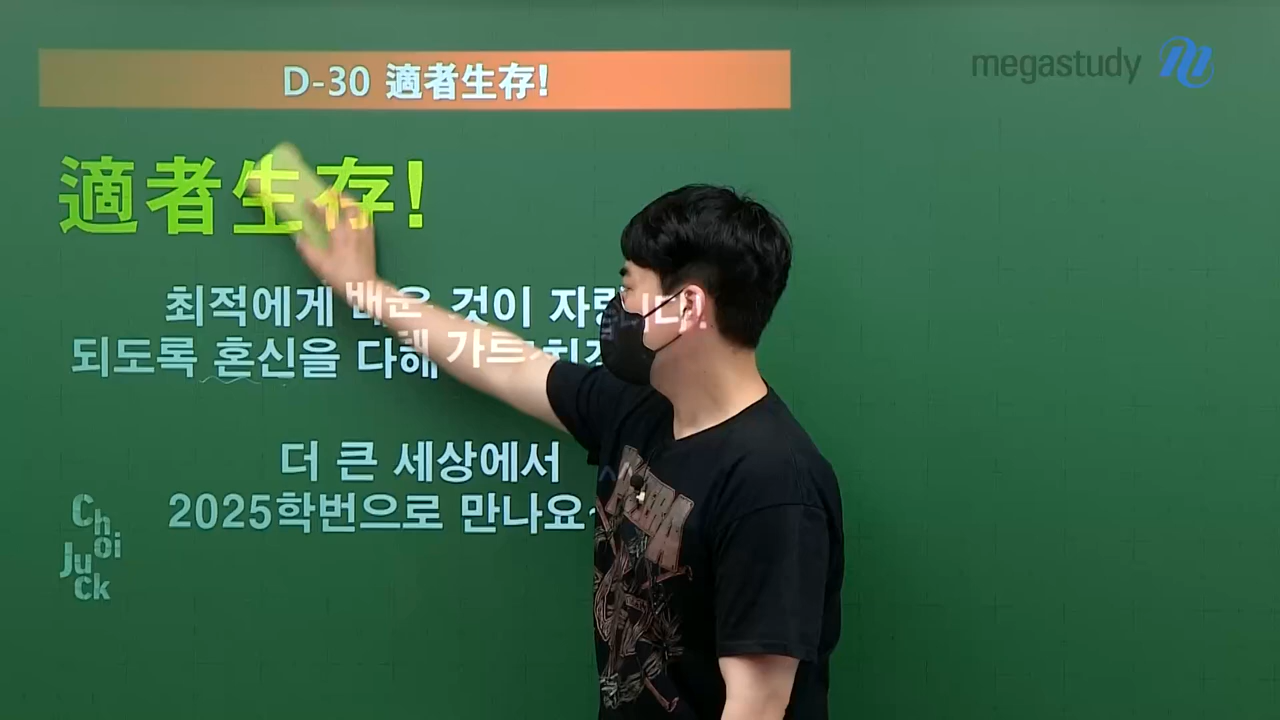 megastudy
D-30 適者生存!
適者生存!
최적에게 배운 것이 자랑
되도록 혼신을 다해 가르
더 큰 세상에서
2025학번으로 만나요~
Choi
Juck